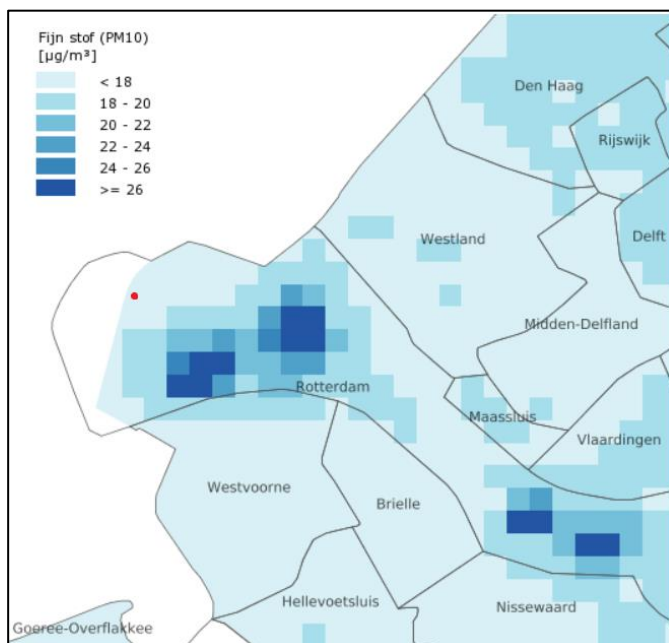 Fijn stof (PM10)
[µg/m³]
< 18
18 - 20
20 - 22
22 - 24
24 - 26
>= 26
Den Haag
Rijswijk
Westland
Delft
Midden-Delfland
Rotterdam
Maassluis
Vlaardingen
Westvoorne
Brielle
Hellevoetsluis
Nissewaard
Goeree-Overflakkee